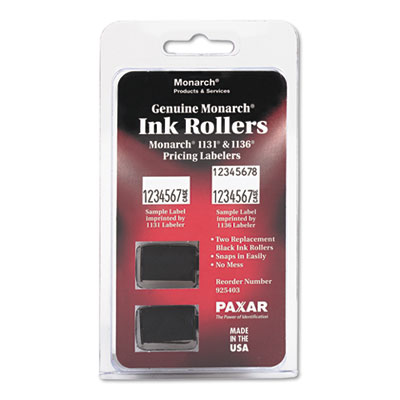 Monarch®
Products & Services
Genuine Monarch®
Ink Rollers
Monarch® 1131® & 1136®
Pricing Labelers
1234567 CASE
Sample Label
imprinted by
1131 Labeler
12345678
1234567 CASE
Sample Label
imprinted by
1136 Labeler
• Two Replacement
Black Ink Rollers
• Snaps in Easily
• No Mess
Reorder Number
925403
PAXAR
The Power of Identification
MADE
IN THE
USA